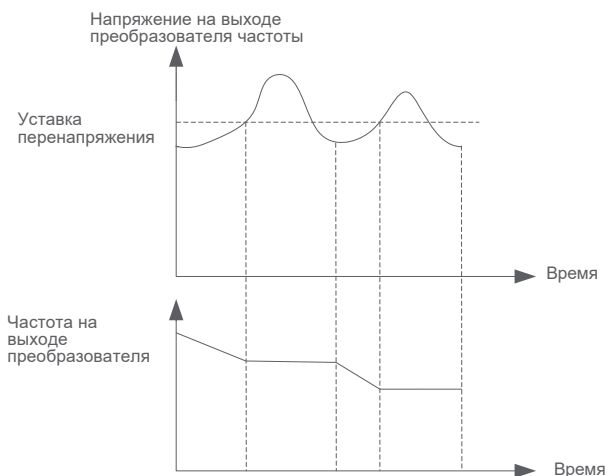 Напряжение на выходе
преобразователя частоты
Уставка
перенапряжения
Время
Частота на
выходе
преобразователя
Время